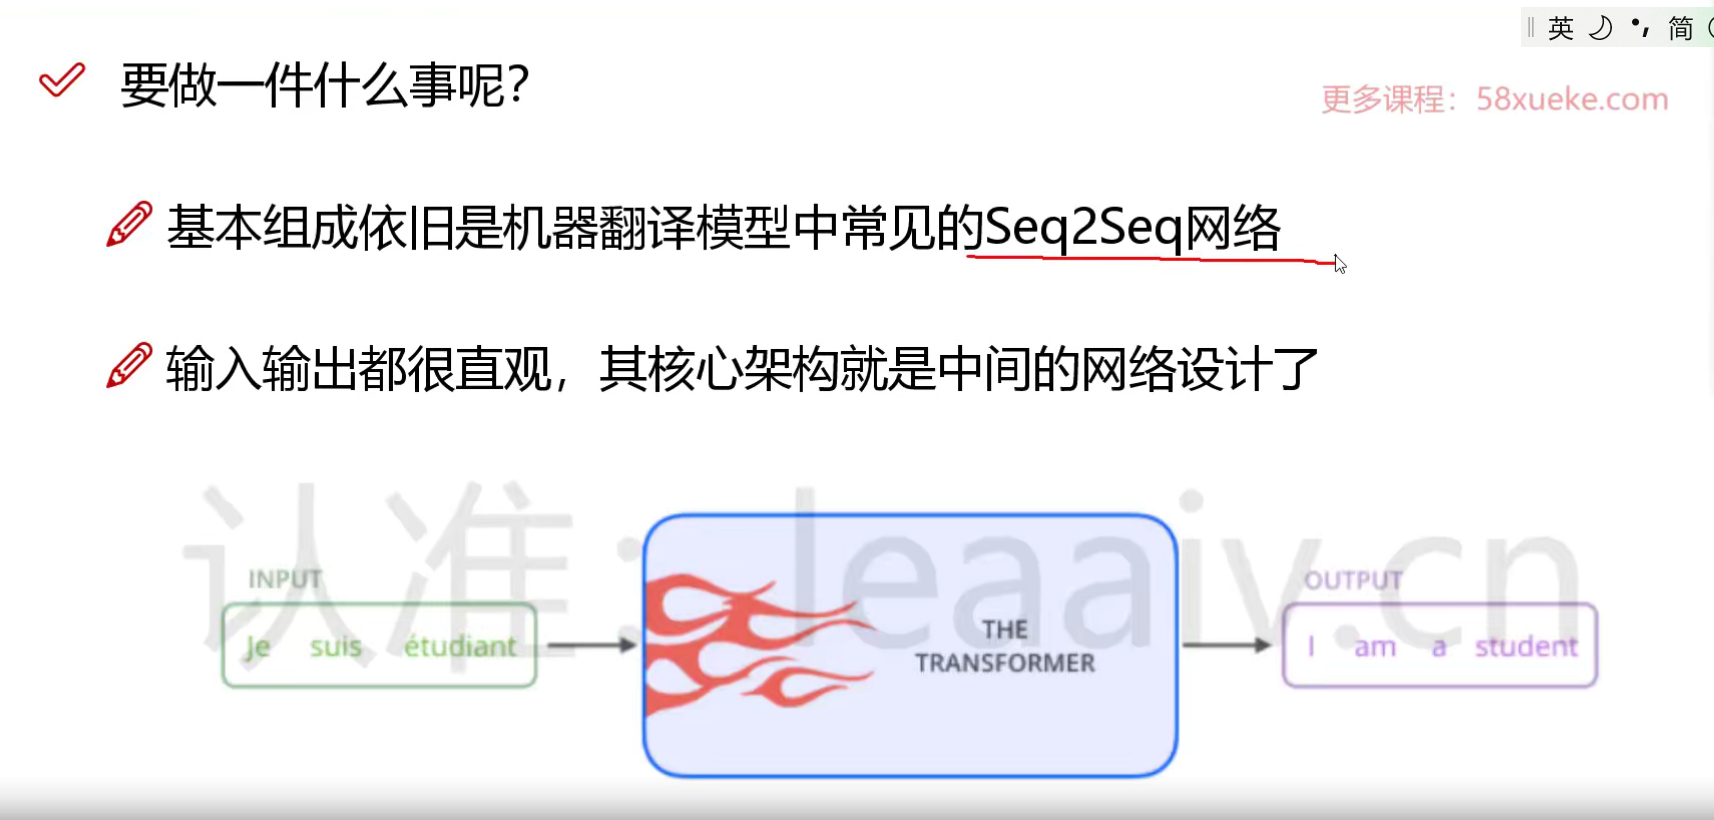 英 简
要做一件什么事呢？
更多课程：58xueke.com
基本组成依旧是机器翻译模型中常见的Seq2Seq网络
输入输出都很直观，其核心架构就是中间的网络设计了
认准：leaaiv.cn
INPUT
Je suis étudiant
THE
TRANSFORMER
OUTPUT
I am a student